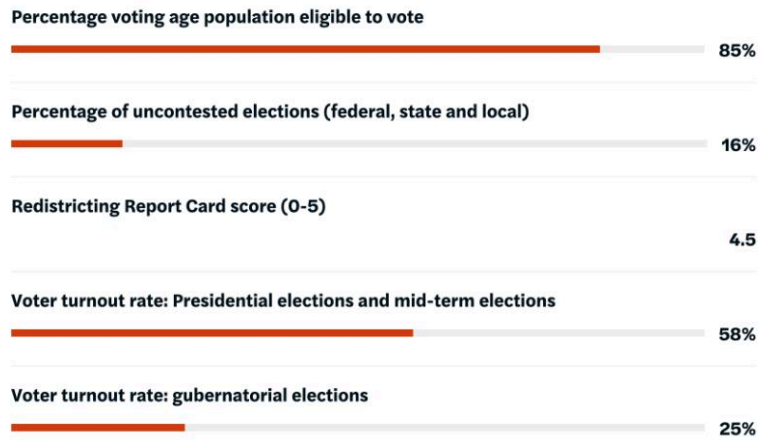 Percentage voting age population eligible to vote
85%
Percentage of uncontested elections (federal, state and local)
16%
Redistricting Report Card score (0-5)
4.5
Voter turnout rate: Presidential elections and mid-term elections
58%
Voter turnout rate: gubernatorial elections
25%